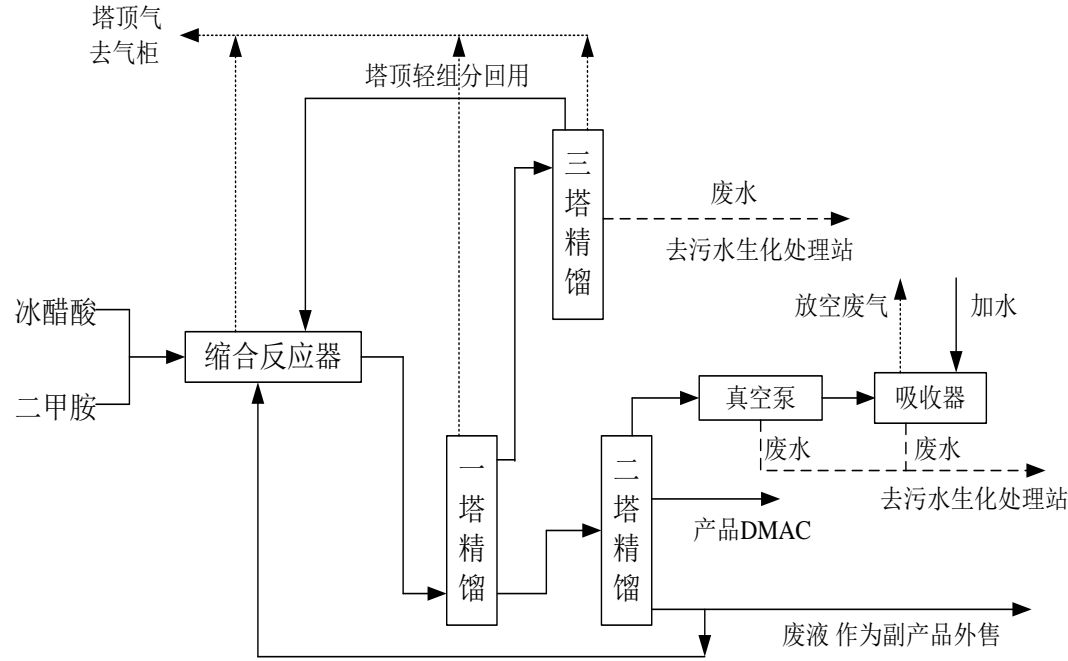 塔顶气
去气柜
塔顶轻组分回用
三塔精馏
废水
去污水生化处理站
冰醋酸
二甲胺
缩合反应器
放空废气
加水
真空泵
吸收器
废水
废水
去污水生化处理站
一塔精馏
二塔精馏
产品DMAC
废液 作为副产品外售